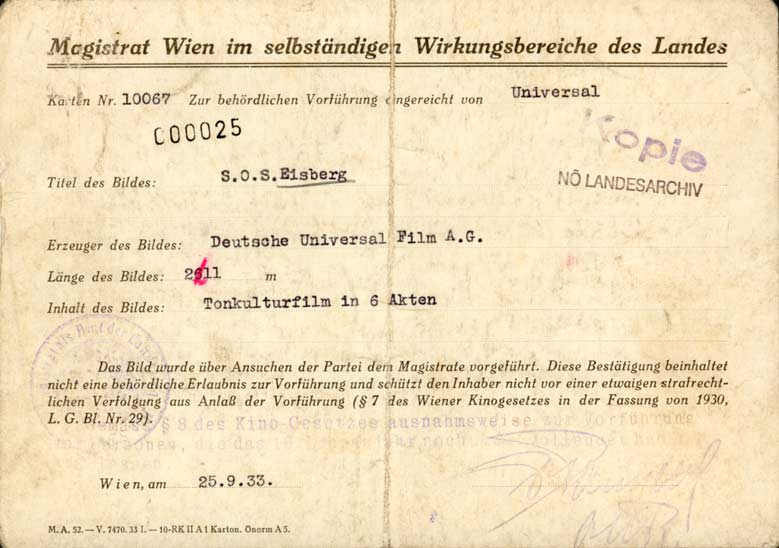 Magistrat Wien im selbständigen Wirkungsbereiche des Landes
Karten Nr. 10067 Zur behördlichen Vorführung eingereicht von Universal
000025
Kopie
NÖ LANDESARCHIV
Titel des Bildes: S.O.S.Eisberg
Erzeuger des Bildes: Deutsche Universal Film A.G.
Länge des Bildes: 2611 m
Inhalt des Bildes: Tonkulturfilm in 6 Akten
Das Bild wurde über Ansuchen der Partei dem Magistrate vorgeführt. Diese Bestätigung beinhaltet
nicht eine behördliche Erlaubnis zur Vorführung und schützt den Inhaber nicht vor einer etwaigen strafrecht-
lichen Verfolgung aus Anlaß der Vorführung (§ 7 des Wiener Kinogesetzes in der Fassung von 1930,
L. G. Bl. Nr. 29).
§ 8 des Kino-Gesetzes ausnahmsweise zur Vorführung
Wien, am 25.9.33.
M. A. 52. — V. 7470. 33 I. — 10-RK II A 1 Karton. Önorm A 5.